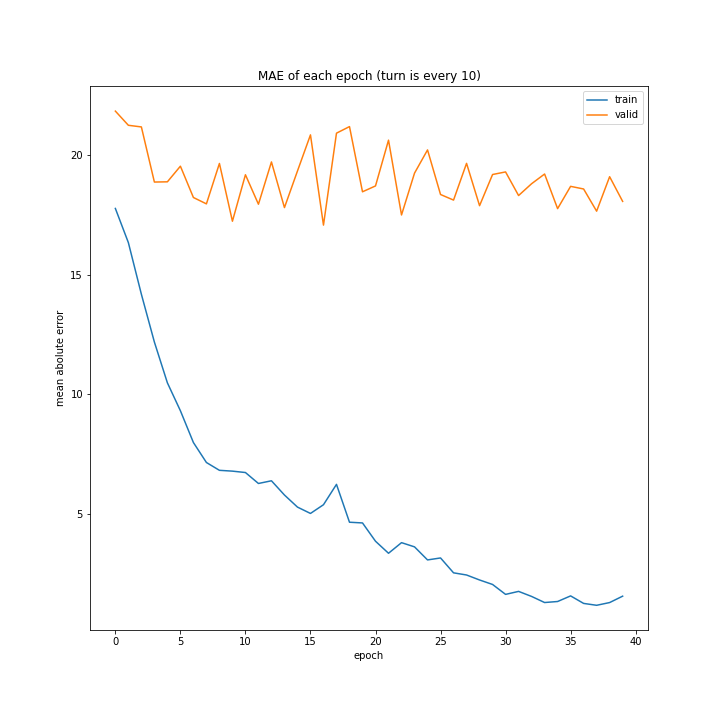 MAE of each epoch (turn is every 10)
train
valid
20
15
10
5
mean abolute error
0 5 10 15 20 25 30 35 40
epoch